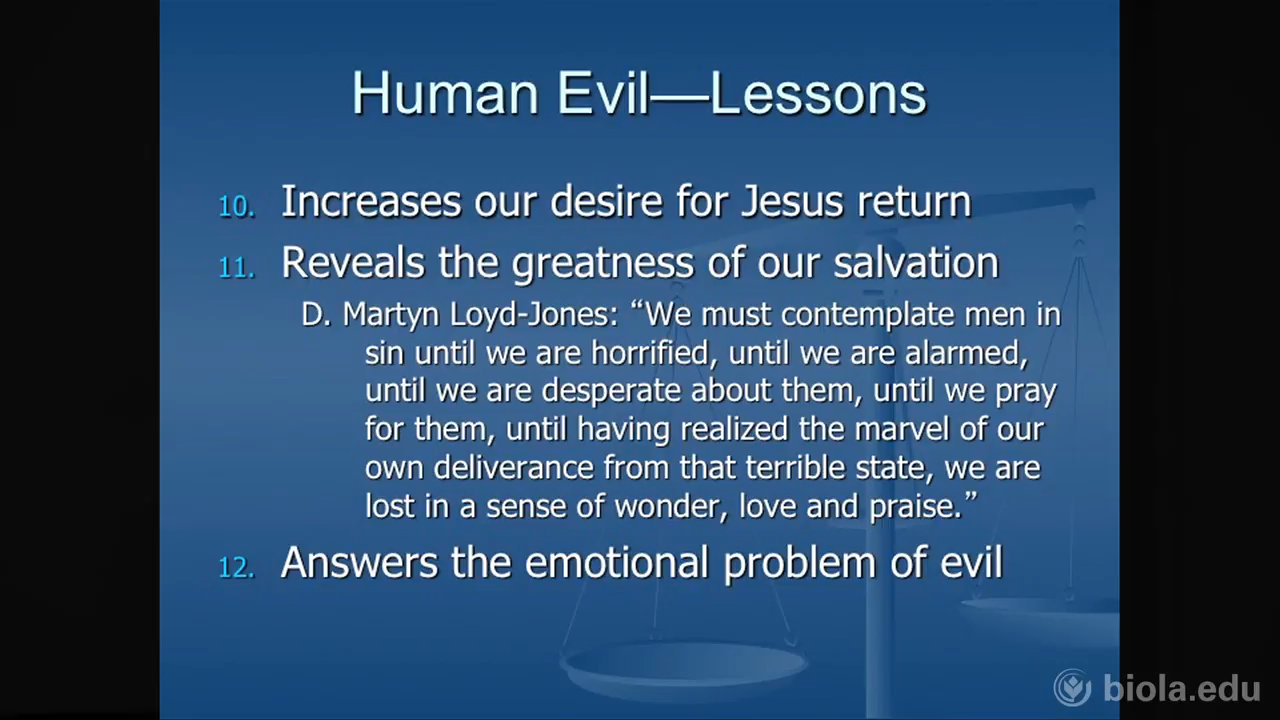 Human Evil—Lessons
10. Increases our desire for Jesus return
11. Reveals the greatness of our salvation
D. Martyn Loyd-Jones: “We must contemplate men in
sin until we are horrified, until we are alarmed,
until we are desperate about them, until we pray
for them, until having realized the marvel of our
own deliverance from that terrible state, we are
lost in a sense of wonder, love and praise.”
12. Answers the emotional problem of evil
biola.edu